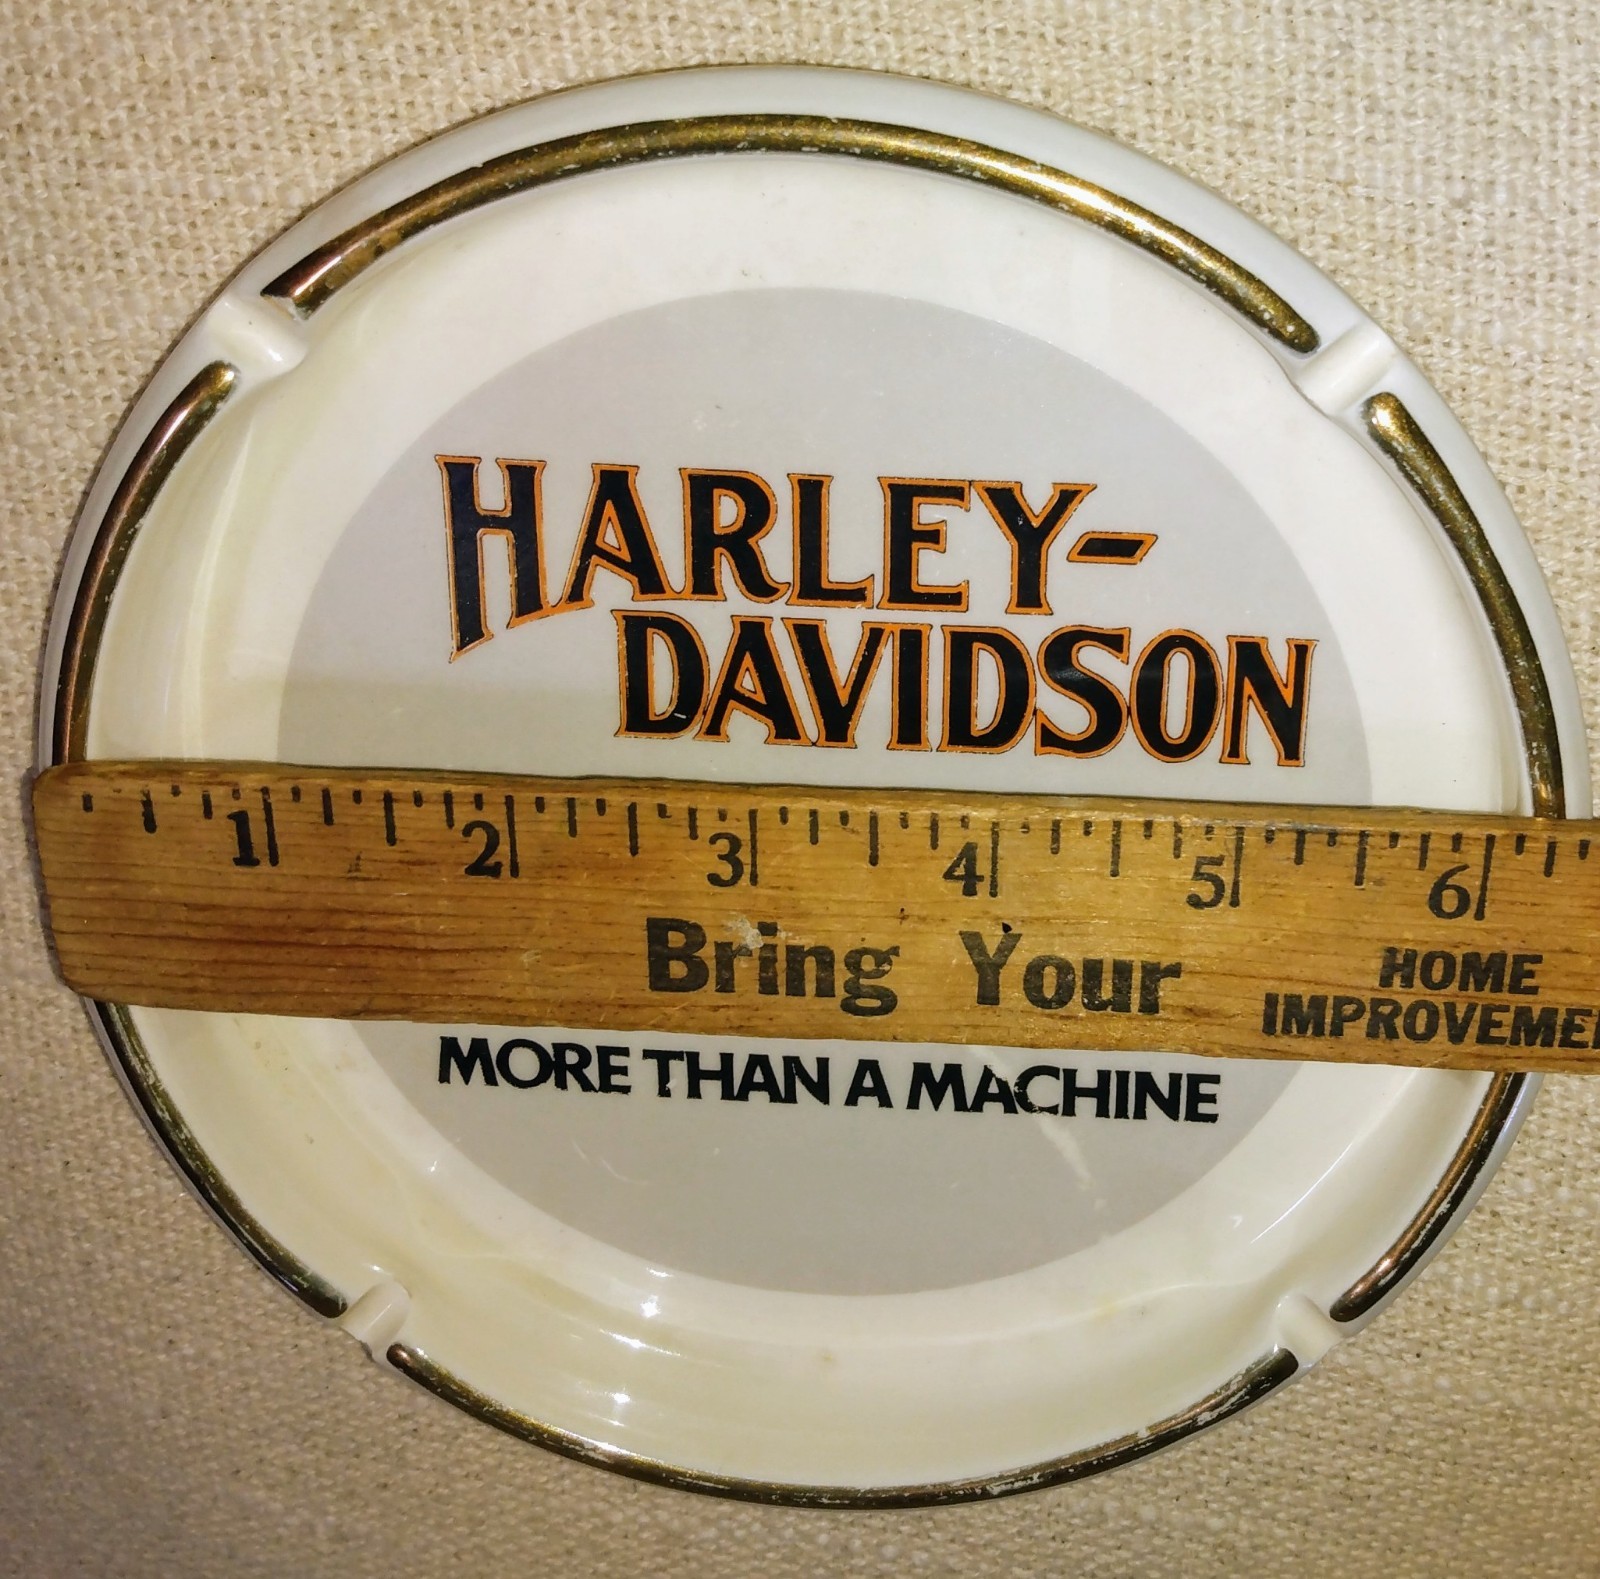 HARLEY-
DAVIDSON
1 2 3 4 5 6
Bring Your
HOME
IMPROVEME
MORE THAN A MACHINE